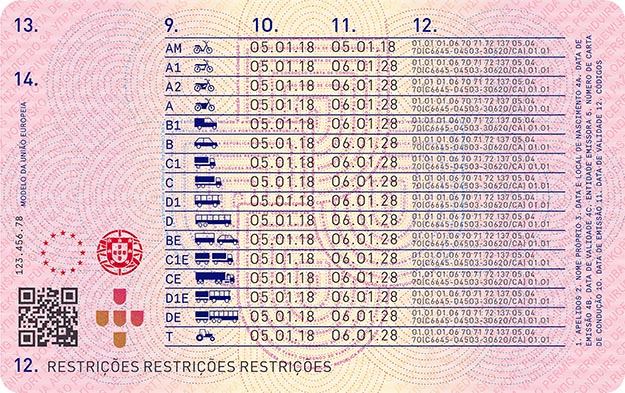 13.
14.
9. 10. 11. 12.
AM 05.01.18 05.01.18 01.01 01.06 70 71 72 137 05.04
70(C6645-04503-30620/CA) 01.01
A1 05.01.18 06.01.28 01.01 01.06 70 71 72 137 05.04
70(C6645-04503-30620/CA) 01.01
A2 05.01.18 06.01.28 01.01 01.06 70 71 72 137 05.04
70(C6645-04503-30620/CA) 01.01
A 05.01.18 06.01.28 01.01 01.06 70 71 72 137 05.04
70(C6645-04503-30620/CA) 01.01
B1 05.01.18 06.01.28 01.01 01.06 70 71 72 137 05.04
70(C6645-04503-30620/CA) 01.01
B 05.01.18 06.01.28 01.01 01.06 70 71 72 137 05.04
70(C6645-04503-30620/CA) 01.01
C1 05.01.18 06.01.28 01.01 01.06 70 71 72 137 05.04
70(C6645-04503-30620/CA) 01.01
C 05.01.18 06.01.28 01.01 01.06 70 71 72 137 05.04
70(C6645-04503-30620/CA) 01.01
D1 05.01.18 06.01.28 01.01 01.06 70 71 72 137 05.04
70(C6645-04503-30620/CA) 01.01
D 05.01.18 06.01.28 01.01 01.06 70 71 72 137 05.04
70(C6645-04503-30620/CA) 01.01
BE 05.01.18 06.01.28 01.01 01.06 70 71 72 137 05.04
70(C6645-04503-30620/CA) 01.01
C1E 05.01.18 06.01.28 01.01 01.06 70 71 72 137 05.04
70(C6645-04503-30620/CA) 01.01
CE 05.01.18 06.01.28 01.01 01.06 70 71 72 137 05.04
70(C6645-04503-30620/CA) 01.01
D1E 05.01.18 06.01.28 01.01 01.06 70 71 72 137 05.04
70(C6645-04503-30620/CA) 01.01
DE 05.01.18 06.01.28 01.01 01.06 70 71 72 137 05.04
70(C6645-04503-30620/CA) 01.01
T 05.01.18 06.01.28 01.01 01.06 70 71 72 137 05.04
70(C6645-04503-30620/CA) 01.01
MODELO DA UNIÃO EUROPEIA
123.456.78
12. RESTRIÇÕES RESTRIÇÕES RESTRIÇÕES
1. APELIDOS 2. NOME PRÓPRIO 3. DATA E LOCAL DE NASCIMENTO 4A. DATA DE
EMISSÃO 4B. DATA DE VALIDADE 4C. ENTIDADE EMISSORA 5. NÚMERO DE CARTA
DE CONDUÇÃO 10. DATA DE EMISSÃO 11. DATA DE VALIDADE 12. CÓDIGOS